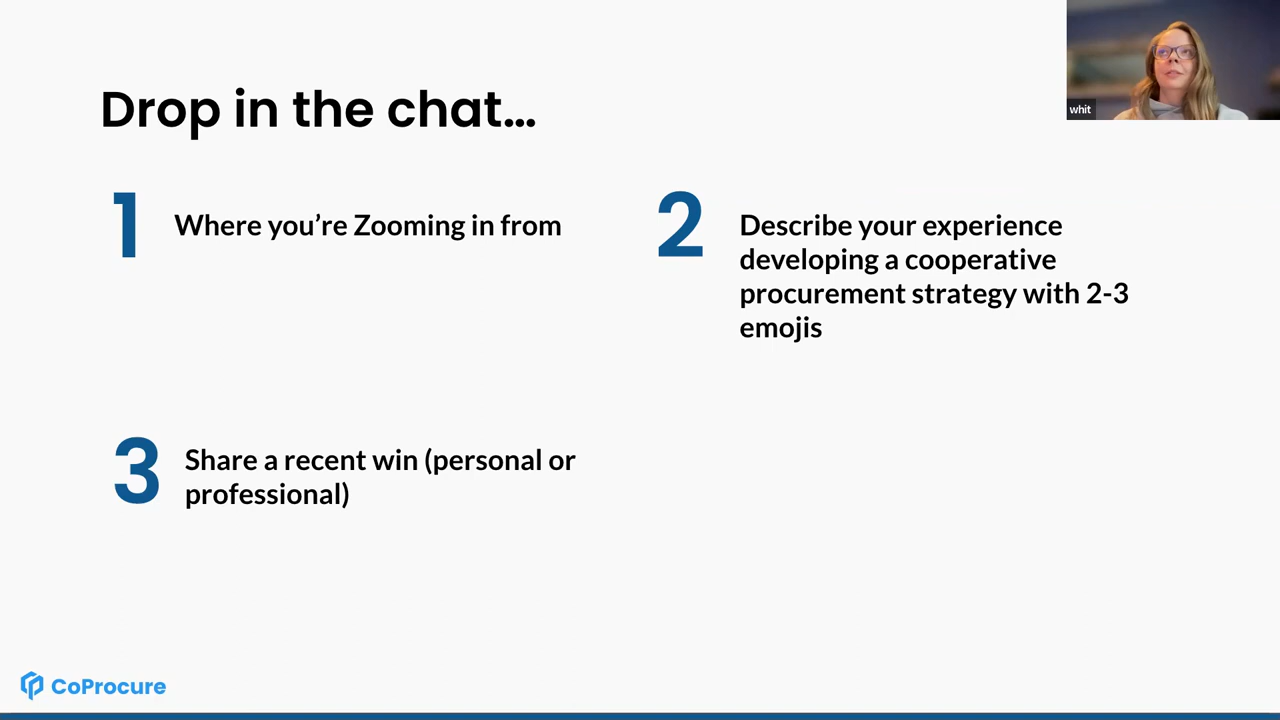 Drop in the chat...
whit
1
Where you’re Zooming in from
2
Describe your experience
developing a cooperative
procurement strategy with 2-3
emojis
3
Share a recent win (personal or
professional)
CoProcure